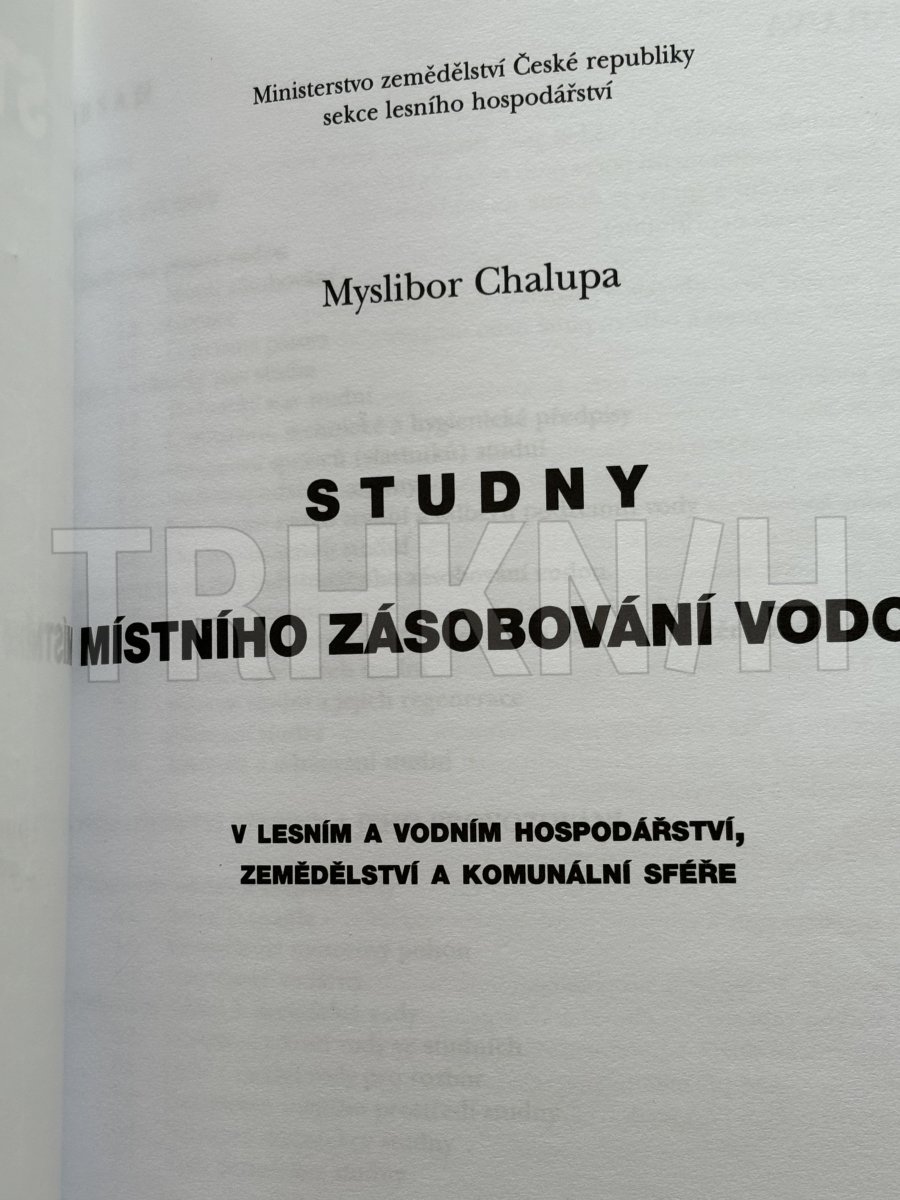 Ministerstvo zemědělství České republiky
sekce lesního hospodářství
Myslibor Chalupa
STUDNY
MÍSTNÍHO ZÁSOBOVÁNÍ VODO
TRHKNIH
V LESNÍM A VODNÍM HOSPODÁŘSTVÍ,
ZEMĚDĚLSTVÍ A KOMUNÁLNÍ SFÉŘE